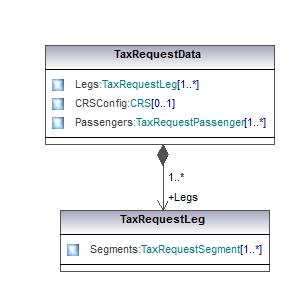 TaxRequestData
Legs:TaxRequestLeg[1..*]
CRSConfig:CRS[0..1]
Passengers:TaxRequestPassenger[1..*]
1..*
+Legs
TaxRequestLeg
Segments:TaxRequestSegment[1..*]